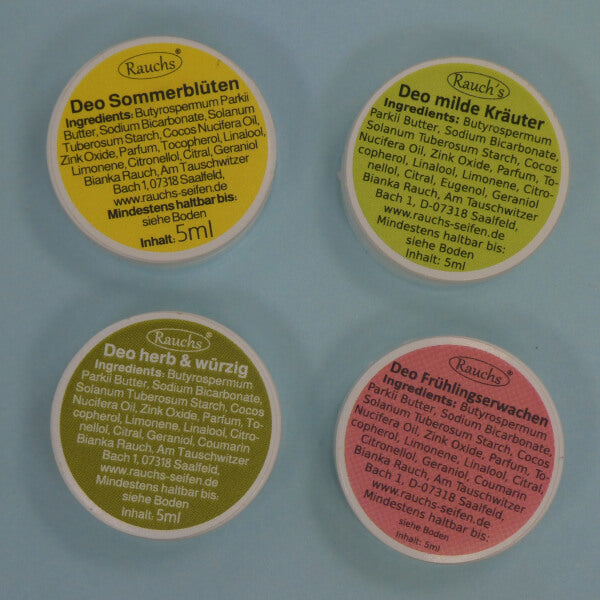 Rauchs®
Deo Sommerblüten
Ingredients: Butyrospermum Parkii
Butter, Sodium Bicarbonate, Solanum
Tuberosum Starch, Cocos Nucifera Oil,
Zink Oxide, Parfum, Tocopherol, Linalool,
Limonene, Citronellol, Citral, Geraniol
Bianka Rauch, Am Tauschwitzer
Bach 1, 07318 Saalfeld,
www.rauchs-seifen.de
Mindestens haltbar bis:
siehe Boden
Inhalt: 5ml
Rauch's
Deo milde Kräuter
Ingredients: Butyrospermum
Parkii Butter, Sodium Bicarbonate,
Solanum Tuberosum Starch, Cocos
Nucifera Oil, Zink Oxide, Parfum, To-
copherol, Linalool, Limonene, Citro-
nellol, Citral, Eugenol, Geraniol
Bianka Rauch, Am Tauschwitzer
Bach 1, D-07318 Saalfeld,
www.rauchs-seifen.de
Mindestens haltbar bis:
siehe Boden
Inhalt: 5ml
Rauchs®
Deo herb & würzig
Ingredients: Butyrospermum
Parkii Butter, Sodium Bicarbonate,
Solanum Tuberosum Starch, Cocos
Nucifera Oil, Zink Oxide, Parfum, To-
copherol, Limonene, Linalool, Citro-
nellol, Citral, Geraniol, Coumarin
Bianka Rauch, Am Tauschwitzer
Bach 1, 07318 Saalfeld,
www.rauchs-seifen.de
Mindestens haltbar bis:
siehe Boden
Inhalt: 5ml
Rauchs®
Deo Frühlingserwachen
Ingredients: Butyrospermum
Parkii Butter, Sodium Bicarbonate,
Solanum Tuberosum Starch, Cocos
Nucifera Oil, Zink Oxide, Parfum, To-
copherol, Limonene, Linalool, Citral,
Citronellol, Geraniol, Coumarin
Bianka Rauch, Am Tauschwitzer
Bach 1, D-07318 Saalfeld,
www.rauchs-seifen.de
Mindestens haltbar bis:
siehe Boden
Inhalt: 5ml